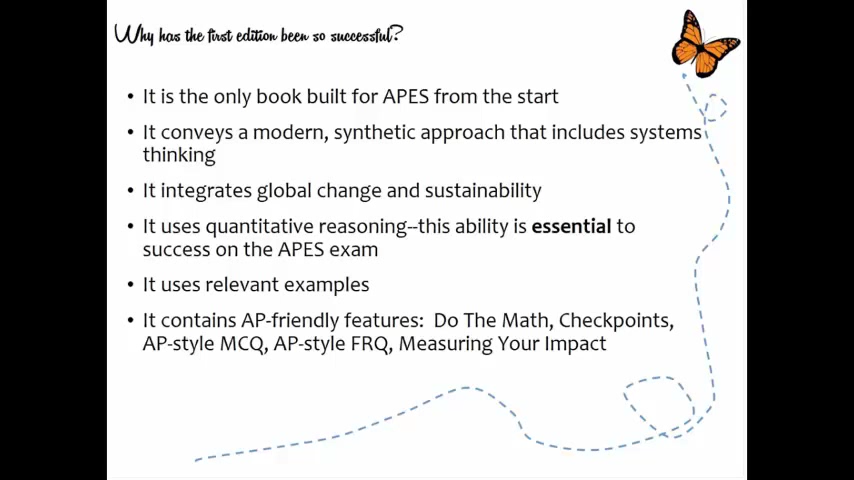 Why has the first edition been so successful?
• It is the only book built for APES from the start
• It conveys a modern, synthetic approach that includes systems
thinking
• It integrates global change and sustainability
• It uses quantitative reasoning--this ability is essential to
success on the APES exam
• It uses relevant examples
• It contains AP-friendly features:  Do The Math, Checkpoints,
AP-style MCQ, AP-style FRQ, Measuring Your Impact